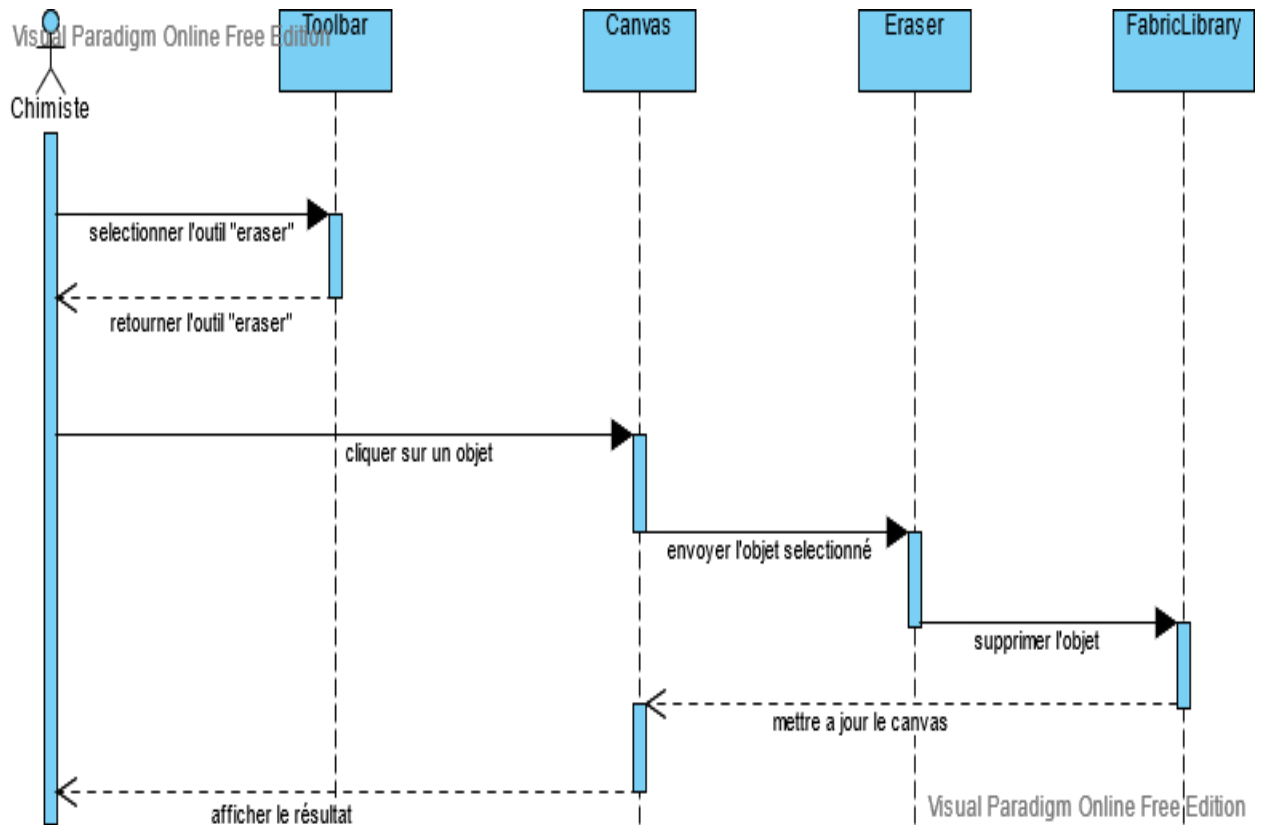 Visual Paradigm Online Free Edition
Toolbar
Canvas
Eraser
FabricLibrary
Chimiste
selectionner l'outil "eraser"
retourner l'outil "eraser"
cliquer sur un objet
envoyer l'objet selectionné
supprimer l'objet
mettre a jour le canvas
afficher le résultat
Visual Paradigm Online Free Edition